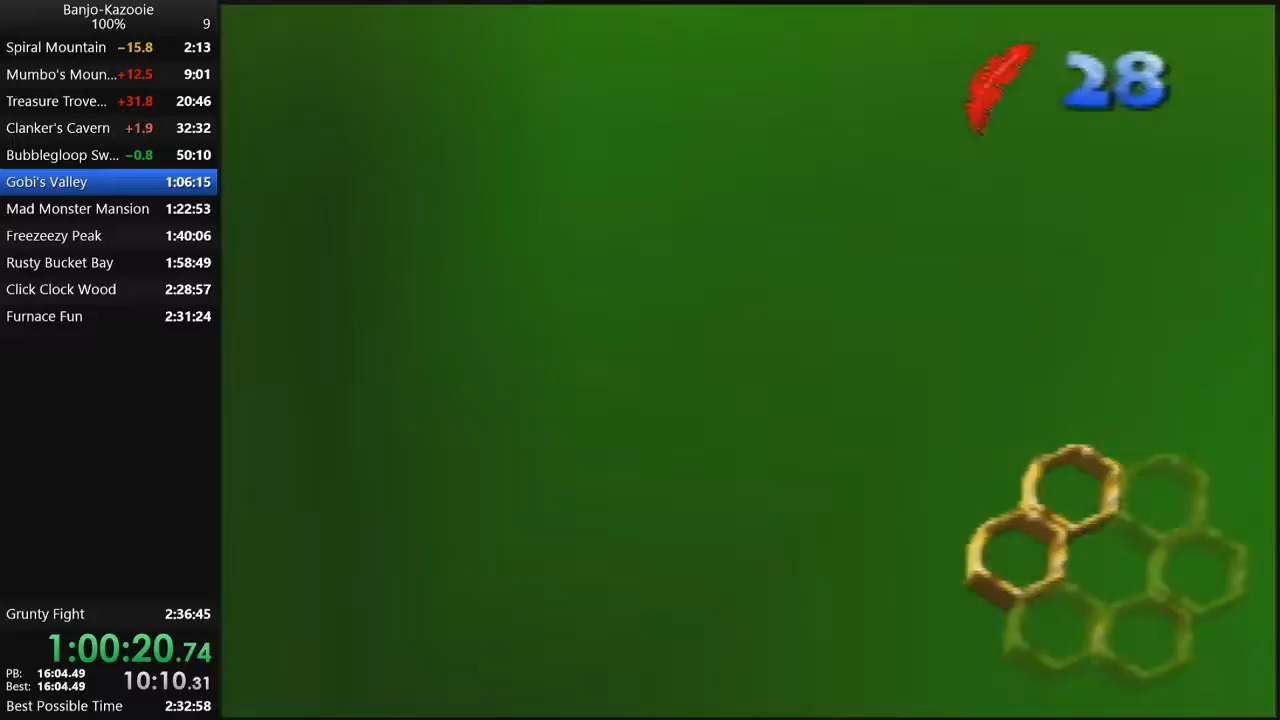 Banjo-Kazooie
100% 9
Spiral Mountain −15.8 2:13
Mumbo's Moun... +12.5 9:01
Treasure Trove... +31.8 20:46
Clanker's Cavern +1.9 32:32
Bubblegloop Sw... −0.8 50:10
Gobi's Valley 1:06:15
Mad Monster Mansion 1:22:53
Freezeezy Peak 1:40:06
Rusty Bucket Bay 1:58:49
Click Clock Wood 2:28:57
Furnace Fun 2:31:24
Grunty Fight 2:36:45
1:00:20.74
PB: 16:04.49
Best: 16:04.49
10:10.31
Best Possible Time 2:32:58
28